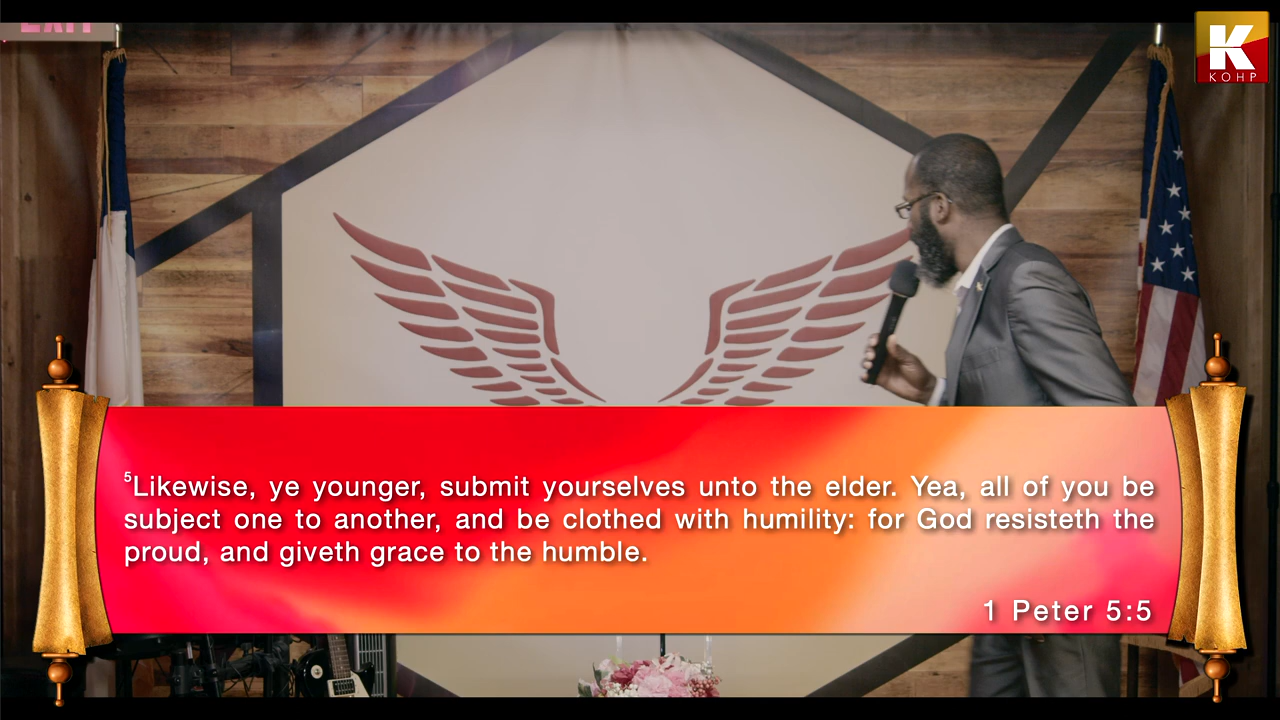 EXIT
K
KOHP
⁵Likewise, ye younger, submit yourselves unto the elder. Yea, all of you be
subject one to another, and be clothed with humility: for God resisteth the
proud, and giveth grace to the humble.
1 Peter 5:5